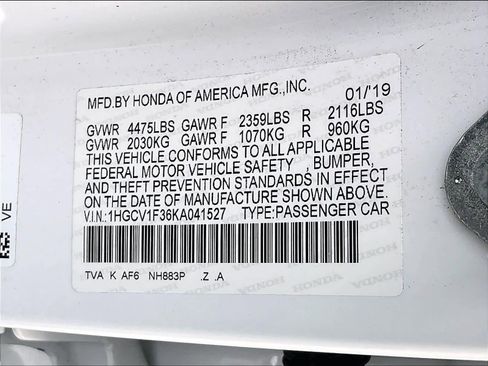 MFD.BY HONDA OF AMERICA MFG.,INC. 01/'19
GVWR 4475LBS GAWR F 2359LBS R 2116LBS
GVWR 2030KG GAWR F 1070KG R 960KG
THIS VEHICLE CONFORMS TO ALL APPLICABLE
FEDERAL MOTOR VEHICLE SAFETY , BUMPER,
AND THEFT PREVENTION STANDARDS IN EFFECT
ON THE DATE OF MANUFACTURE SHOWN ABOVE.
V.I.N.:1HGCV1F36KA041527 TYPE:PASSENGER CAR
TVA K AF6 NH883P .Z .A
VE